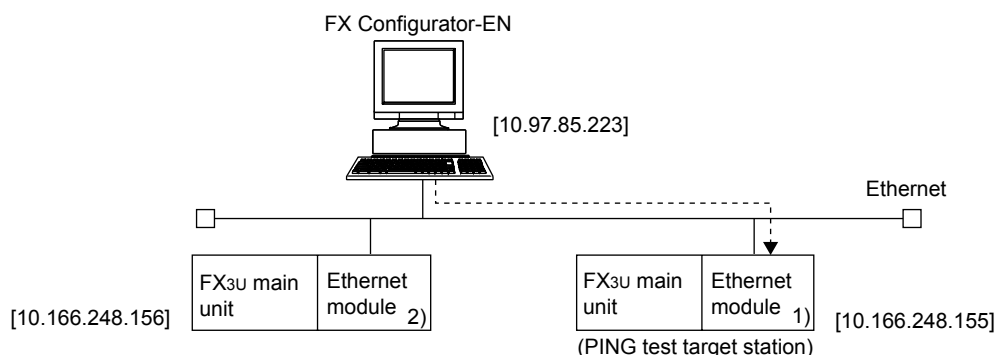 FX Configurator-EN
[10.97.85.223]
Ethernet
FX3U main unit
Ethernet module 2)
[10.166.248.156]
FX3U main unit
Ethernet module 1)
[10.166.248.155]
(PING test target station)